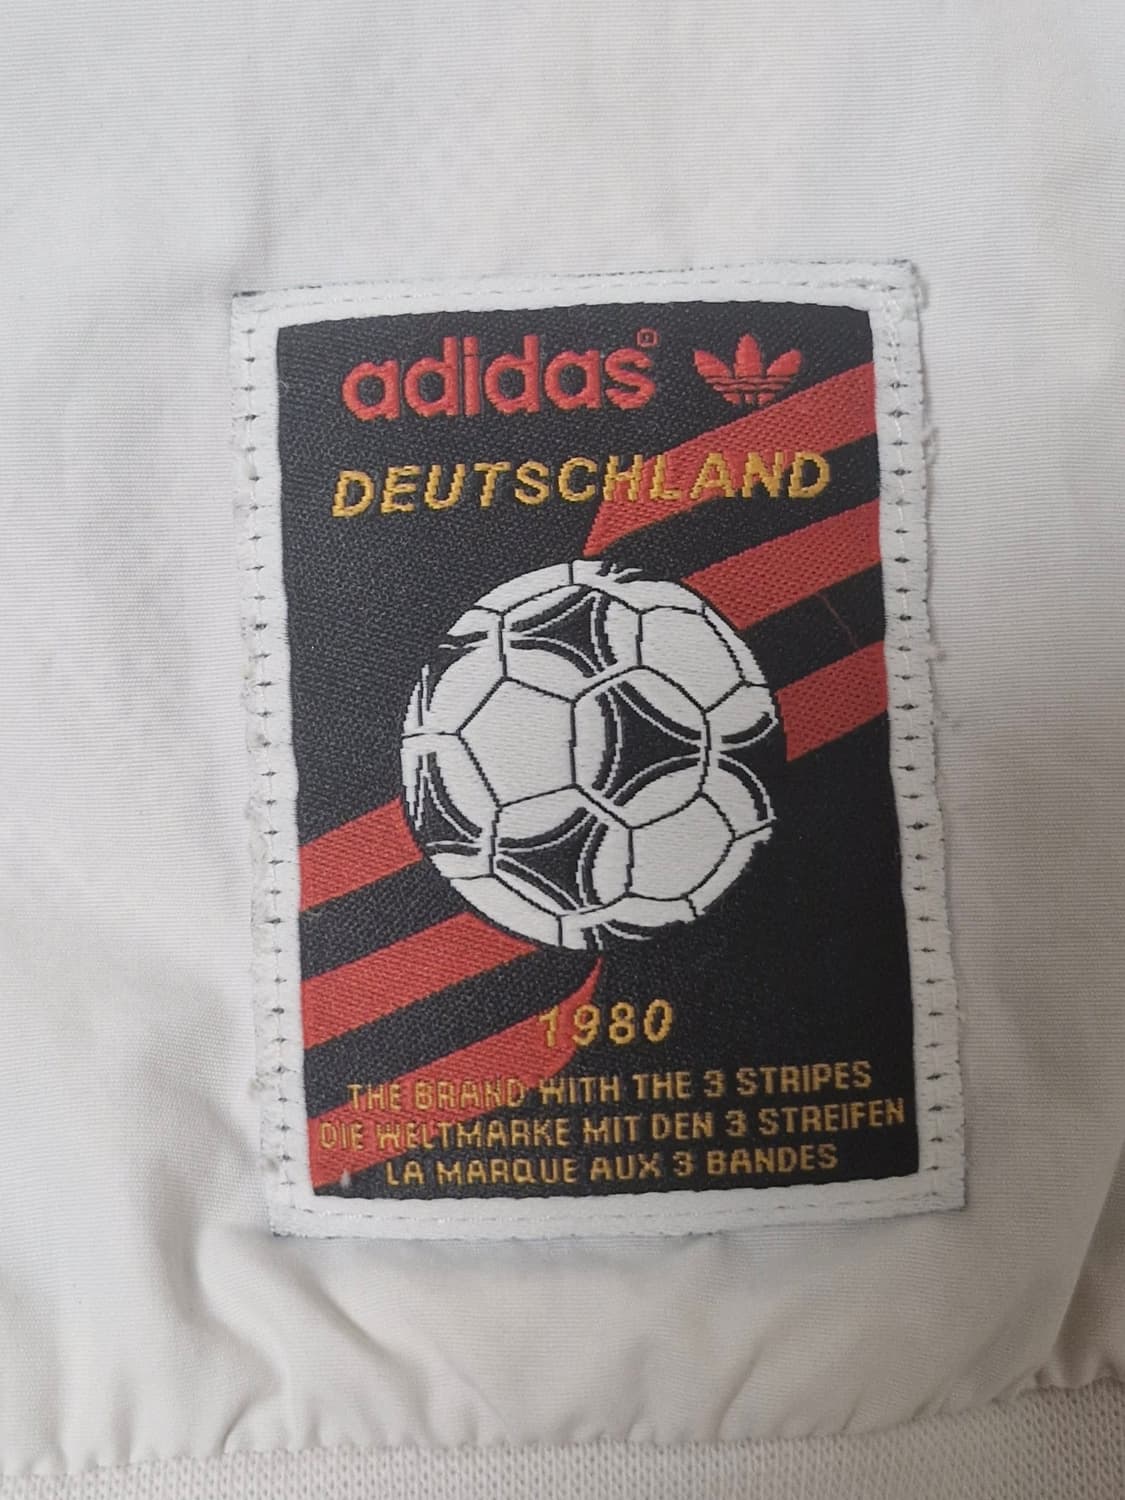 adidas®
DEUTSCHLAND
1980
THE BRAND WITH THE 3 STRIPES
DIE WELTMARKE MIT DEN 3 STREIFEN
LA MARQUE AUX 3 BANDES